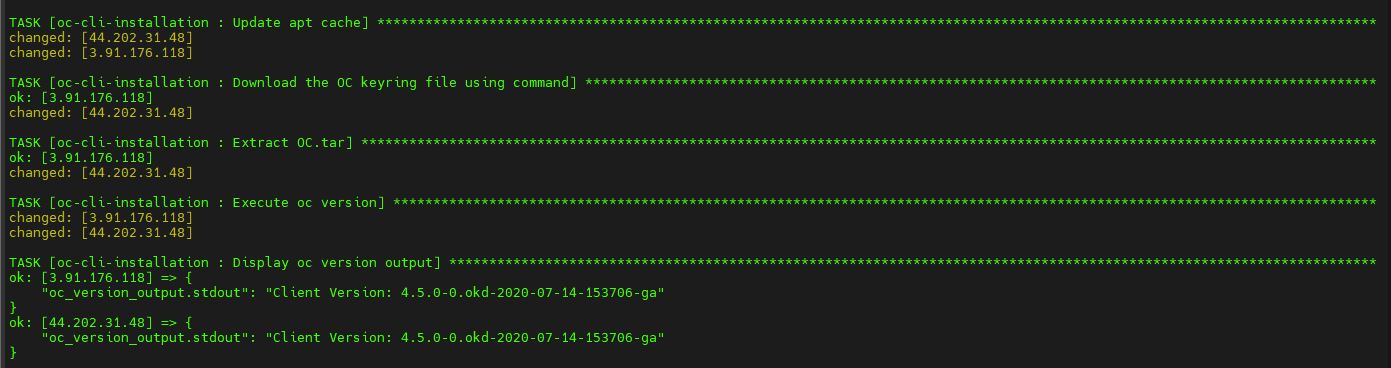 TASK [oc-cli-installation : Update apt cache] *****************************************************************************************************************************
changed: [44.202.31.48]
changed: [3.91.176.118]
TASK [oc-cli-installation : Download the OC keyring file using command] ***************************************************************************************************
ok: [3.91.176.118]
changed: [44.202.31.48]
TASK [oc-cli-installation : Extract OC.tar] *******************************************************************************************************************************
ok: [3.91.176.118]
changed: [44.202.31.48]
TASK [oc-cli-installation : Execute oc version] ***************************************************************************************************************************
changed: [3.91.176.118]
changed: [44.202.31.48]
TASK [oc-cli-installation : Display oc version output] ********************************************************************************************************************
ok: [3.91.176.118] => {
    "oc_version_output.stdout": "Client Version: 4.5.0-0.okd-2020-07-14-153706-ga"
}
ok: [44.202.31.48] => {
    "oc_version_output.stdout": "Client Version: 4.5.0-0.okd-2020-07-14-153706-ga"
}